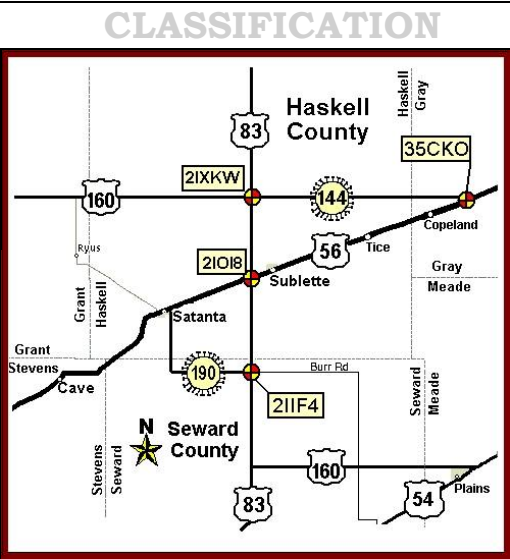 CLASSIFICATION
Haskell
Gray
Haskell
County
83
35CKO
2IXKW
160
144
Copeland
Ryus
2IOI8
56
Tice
Sublette
Gray
Meade
Grant
Haskell
Satanta
Grant
Stevens
Cave
190
Burr Rd
2IIF4
Seward
Meade
N
Seward
County
Stevens
Seward
160
83
54
Plains